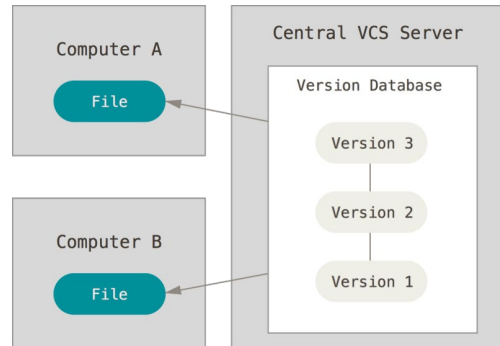 Computer A
File
Computer B
File
Central VCS Server
Version Database
Version 3
Version 2
Version 1